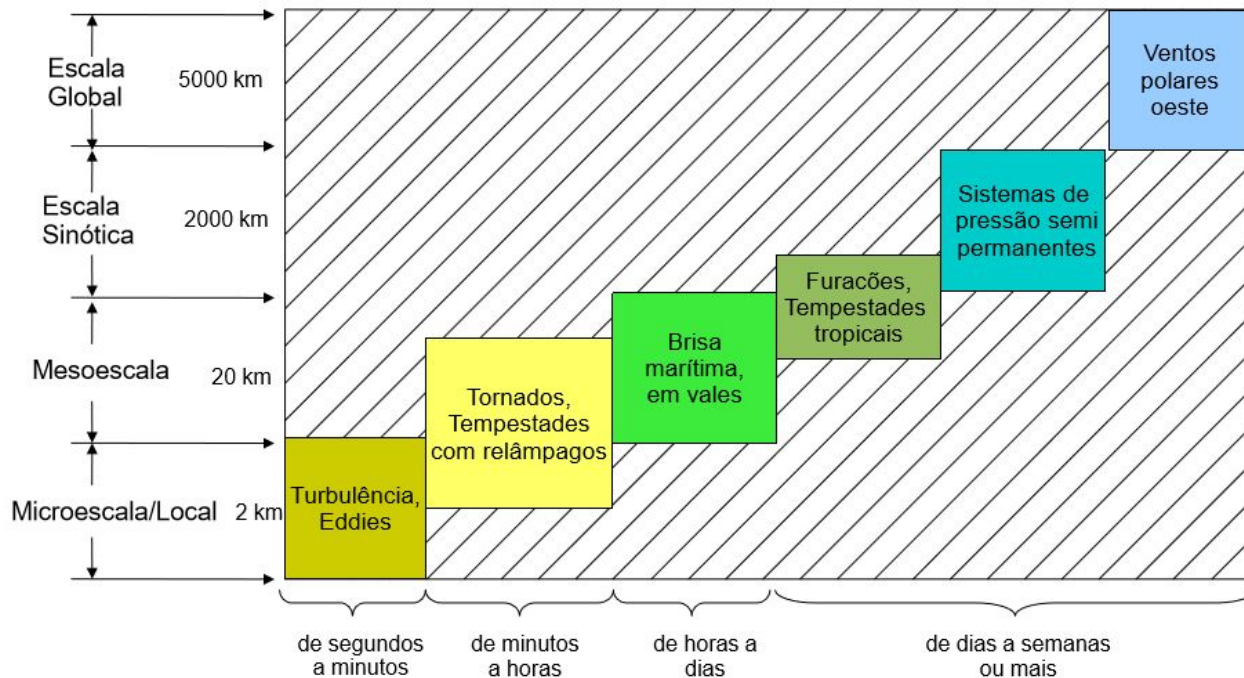 Escala
Global
5000 km
Ventos
polares
oeste
Escala
Sinótica
2000 km
Sistemas de
pressão semi
permanentes
Furacões,
Tempestades
tropicais
Mesoescala
20 km
Brisa
marítima,
em vales
Tornados,
Tempestades
com relâmpagos
Microescala/Local
2 km
Turbulência,
Eddies
de segundos
a minutos
de minutos
a horas
de horas a
dias
de dias a semanas
ou mais